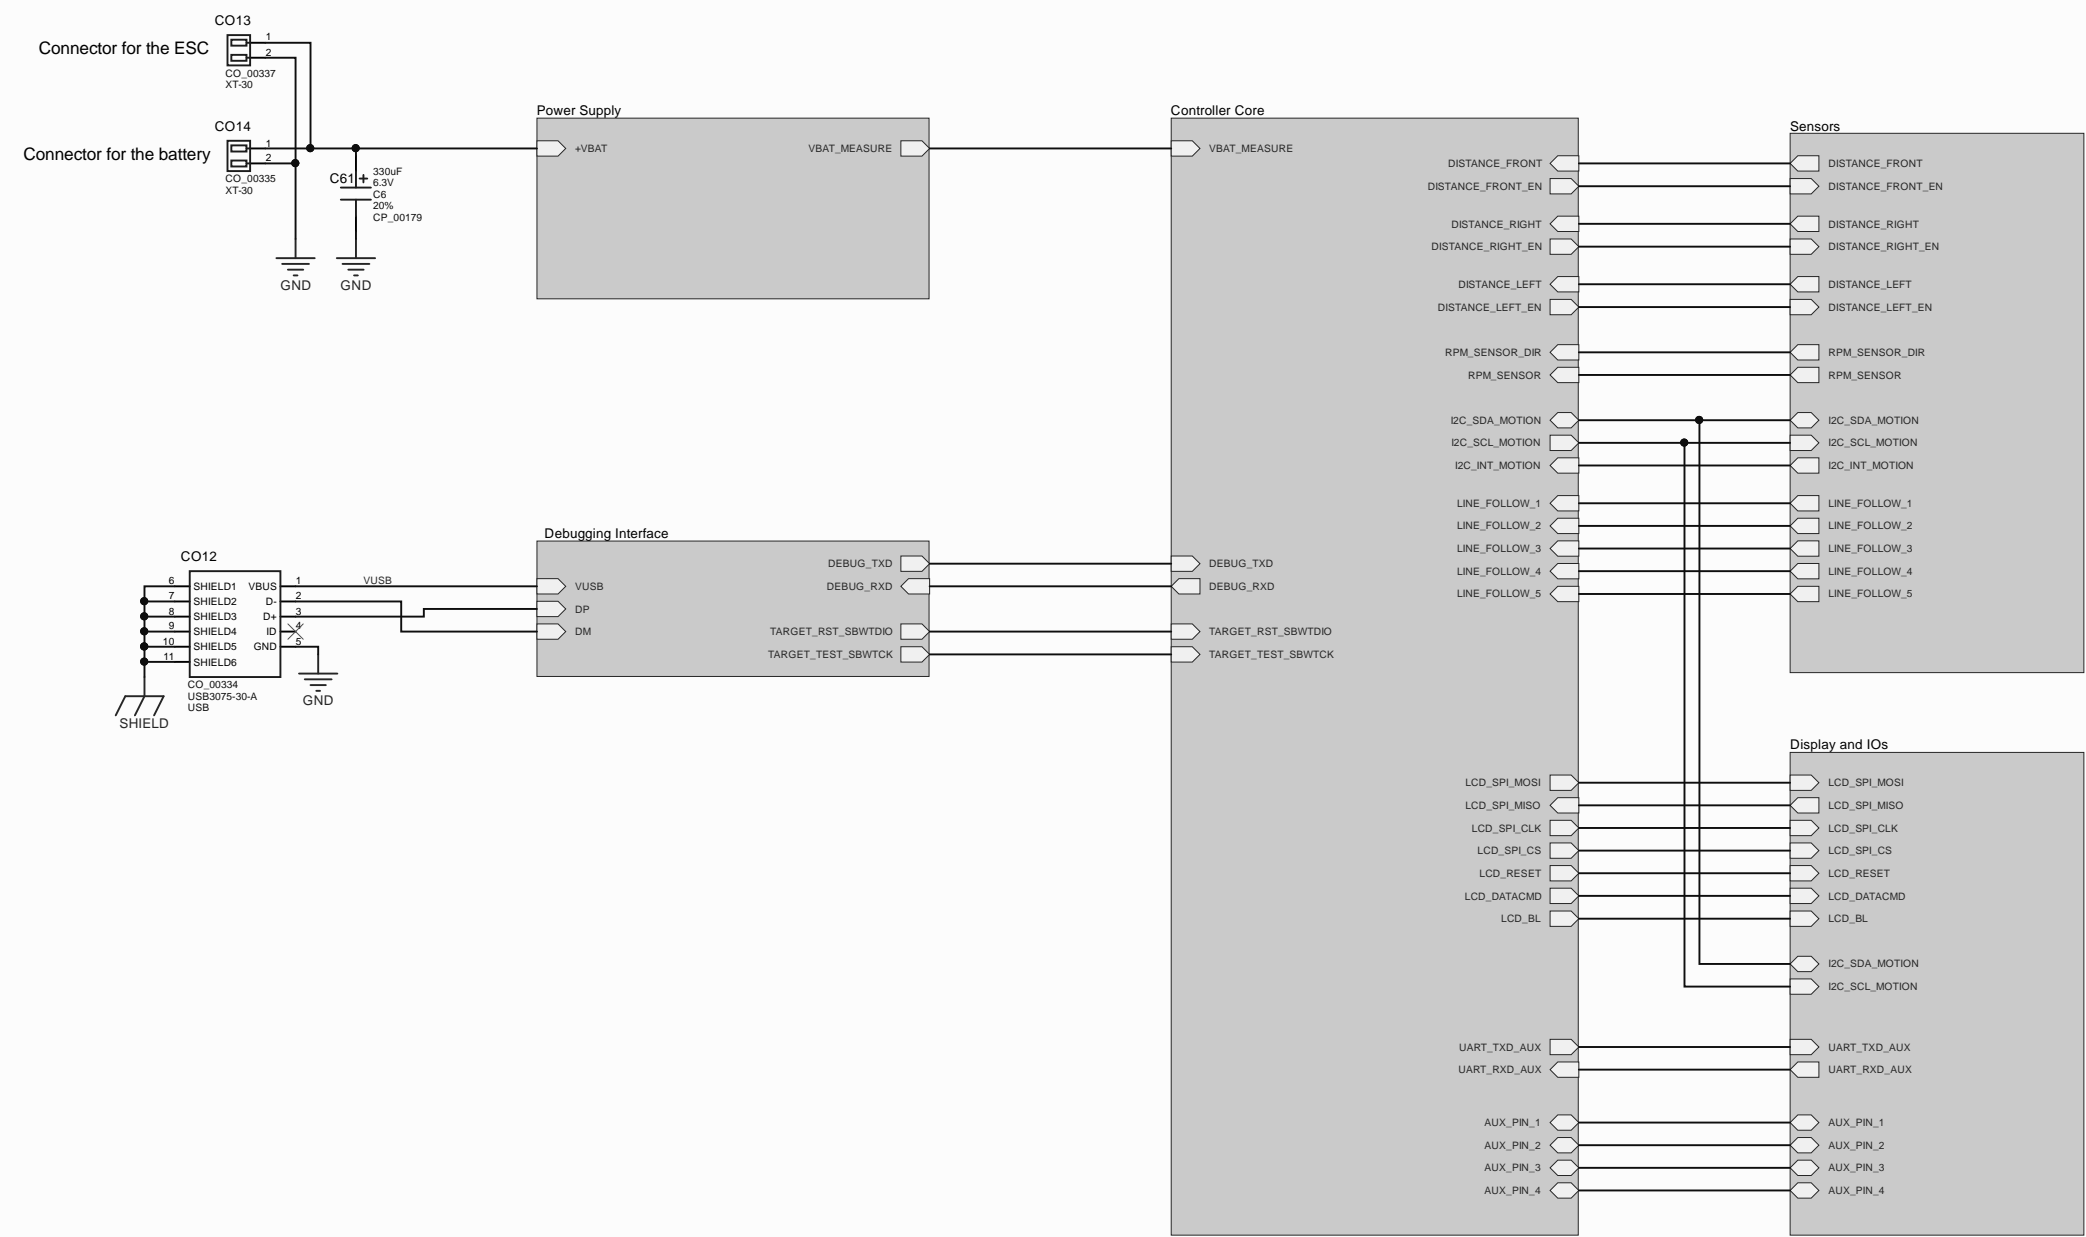 CO13
Connector for the ESC
1
2
CO_00337
XT-30
CO14
Connector for the battery
1
2
CO_00335
XT-30
C61
+
330uF
6.3V
C6
20%
CP_00179
GND
GND
Power Supply
+VBAT
VBAT_MEASURE
Debugging Interface
VUSB
DP
DM
DEBUG_TXD
DEBUG_RXD
TARGET_RST_SBWTDIO
TARGET_TEST_SBWTCK
CO12
6
7
8
9
10
11
SHIELD1
SHIELD2
SHIELD3
SHIELD4
SHIELD5
SHIELD6
VBUS
D-
D+
ID
GND
1
2
3
4
5
VUSB
CO_00334
USB3075-30-A
USB
SHIELD
GND
Controller Core
VBAT_MEASURE
DEBUG_TXD
DEBUG_RXD
TARGET_RST_SBWTDIO
TARGET_TEST_SBWTCK
DISTANCE_FRONT
DISTANCE_FRONT_EN
DISTANCE_RIGHT
DISTANCE_RIGHT_EN
DISTANCE_LEFT
DISTANCE_LEFT_EN
RPM_SENSOR_DIR
RPM_SENSOR
I2C_SDA_MOTION
I2C_SCL_MOTION
I2C_INT_MOTION
LINE_FOLLOW_1
LINE_FOLLOW_2
LINE_FOLLOW_3
LINE_FOLLOW_4
LINE_FOLLOW_5
LCD_SPI_MOSI
LCD_SPI_MISO
LCD_SPI_CLK
LCD_SPI_CS
LCD_RESET
LCD_DATACMD
LCD_BL
UART_TXD_AUX
UART_RXD_AUX
AUX_PIN_1
AUX_PIN_2
AUX_PIN_3
AUX_PIN_4
Sensors
DISTANCE_FRONT
DISTANCE_FRONT_EN
DISTANCE_RIGHT
DISTANCE_RIGHT_EN
DISTANCE_LEFT
DISTANCE_LEFT_EN
RPM_SENSOR_DIR
RPM_SENSOR
I2C_SDA_MOTION
I2C_SCL_MOTION
I2C_INT_MOTION
LINE_FOLLOW_1
LINE_FOLLOW_2
LINE_FOLLOW_3
LINE_FOLLOW_4
LINE_FOLLOW_5
Display and IOs
LCD_SPI_MOSI
LCD_SPI_MISO
LCD_SPI_CLK
LCD_SPI_CS
LCD_RESET
LCD_DATACMD
LCD_BL
I2C_SDA_MOTION
I2C_SCL_MOTION
UART_TXD_AUX
UART_RXD_AUX
AUX_PIN_1
AUX_PIN_2
AUX_PIN_3
AUX_PIN_4